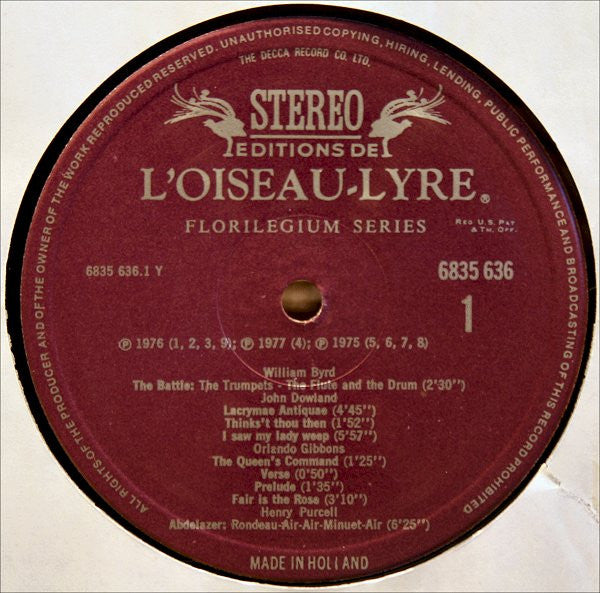 ALL RIGHTS OF THE PRODUCER AND OF THE OWNER OF THE WORK REPRODUCED RESERVED. UNAUTHORISED COPYING, HIRING, LENDING, PUBLIC PERFORMANCE AND BROADCASTING OF THIS RECORD PROHIBITED
THE DECCA RECORD CO. LTD.
STEREO
EDITIONS DE
L'OISEAU-LYRE®
FLORILEGIUM SERIES
REG U.S. PAT
& TM. OFF.
6835 636.1 Y
6835 636
1
℗ 1976 (1, 2, 3, 9); ℗ 1977 (4); ℗ 1975 (5, 6, 7, 8)
William Byrd
The Battle: The Trumpets - The Flute and the Drum (2'30'')
John Dowland
Lacrymae Antiquae (4'45'')
Thinks't thou then (1'52'')
I saw my lady weep (5'57'')
Orlando Gibbons
The Queen's Command (1'25'')
Verse (0'50'')
Prelude (1'35'')
Fair is the Rose (3'10'')
Henry Purcell
Abdelazer: Rondeau-Air-Air-Minuet-Air (6'25'')
MADE IN HOLLAND